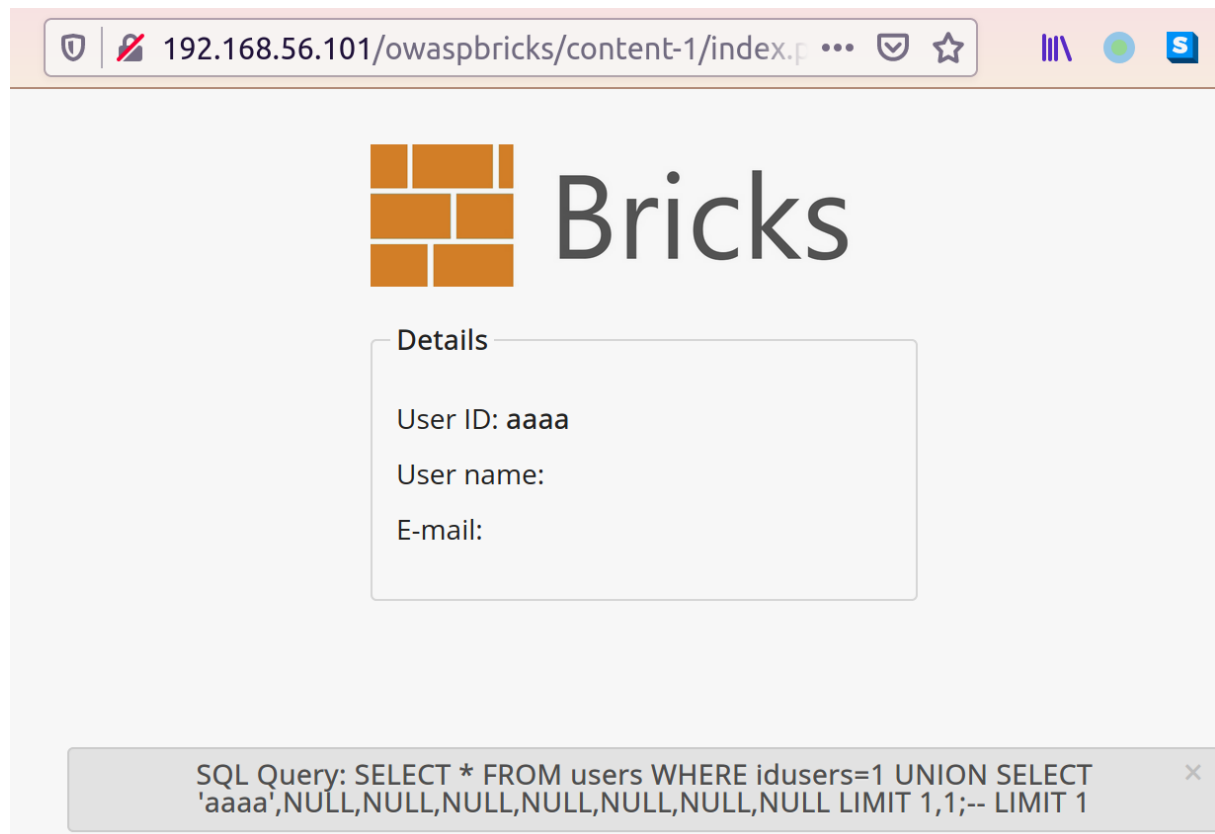 192.168.56.101/owaspbricks/content-1/index.p
S
Bricks
Details
User ID: aaaa
User name:
E-mail:
SQL Query: SELECT * FROM users WHERE idusers=1 UNION SELECT
'aaaa',NULL,NULL,NULL,NULL,NULL,NULL,NULL LIMIT 1,1;-- LIMIT 1